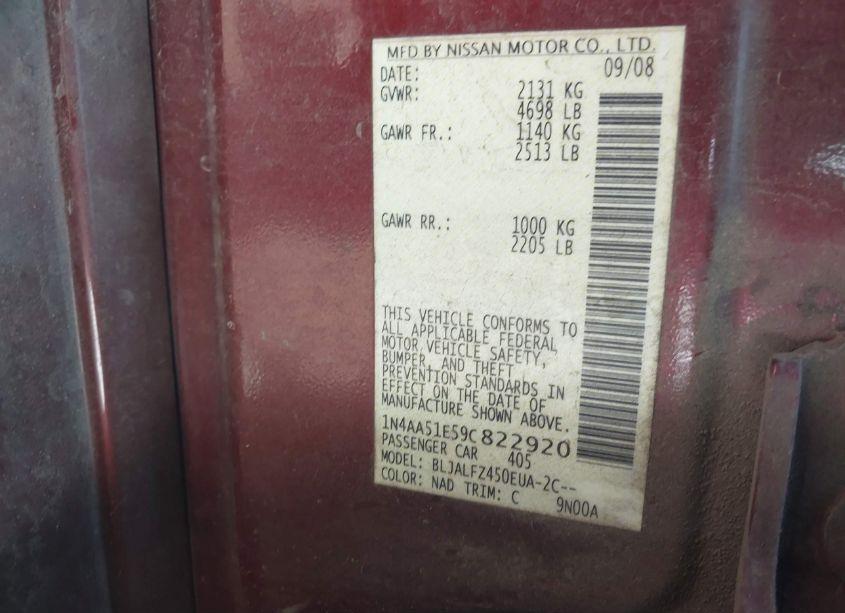 MFD BY NISSAN MOTOR CO., LTD.
DATE: 09/08
GVWR: 2131 KG
4698 LB
GAWR FR.: 1140 KG
2513 LB
GAWR RR.: 1000 KG
2205 LB
THIS VEHICLE CONFORMS TO
ALL APPLICABLE FEDERAL
MOTOR VEHICLE SAFETY,
BUMPER, AND THEFT
PREVENTION STANDARDS IN
EFFECT ON THE DATE OF
MANUFACTURE SHOWN ABOVE.
1N4AA51E59C822920
PASSENGER CAR 405
MODEL: BLJALFZ450EUA-2C--
COLOR: NAD TRIM: C 9N00A